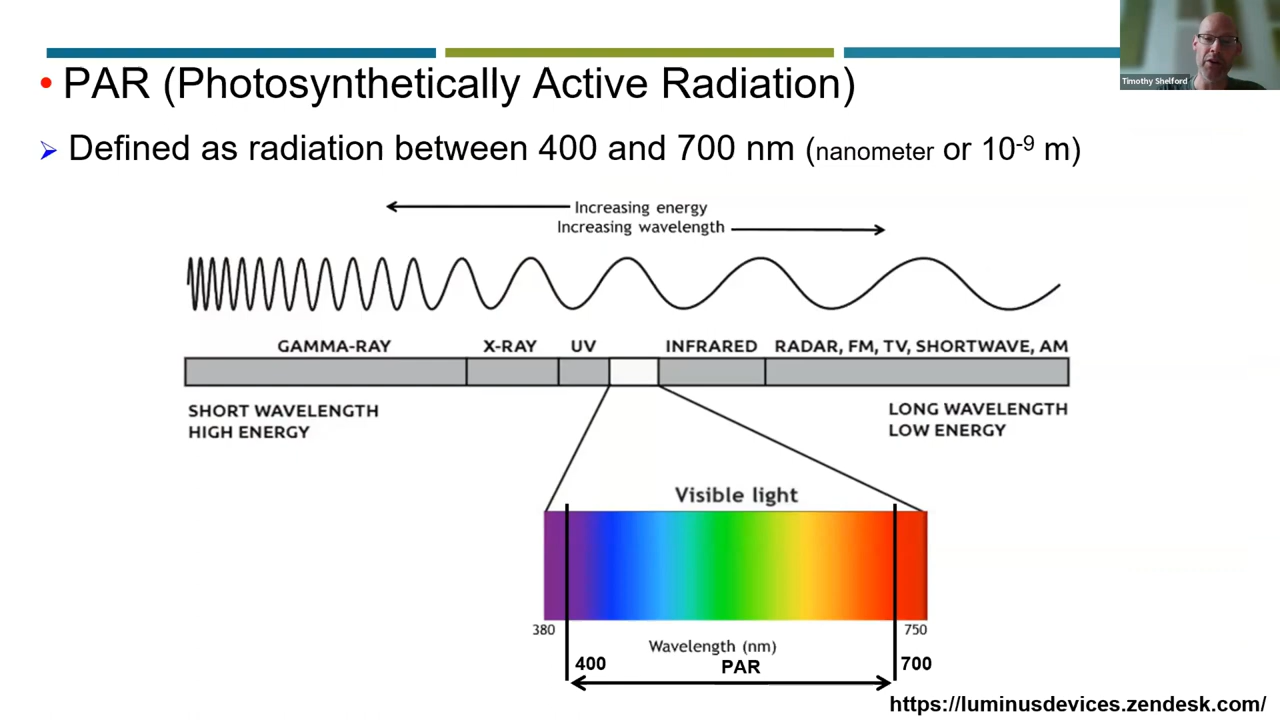 Timothy Shelford
• PAR (Photosynthetically Active Radiation)
➢ Defined as radiation between 400 and 700 nm (nanometer or 10⁻⁹ m)
Increasing energy
Increasing wavelength
GAMMA-RAY X-RAY UV INFRARED RADAR, FM, TV, SHORTWAVE, AM
SHORT WAVELENGTH
HIGH ENERGY
LONG WAVELENGTH
LOW ENERGY
Visible light
380 750
Wavelength (nm)
400 PAR 700
https://luminusdevices.zendesk.com/